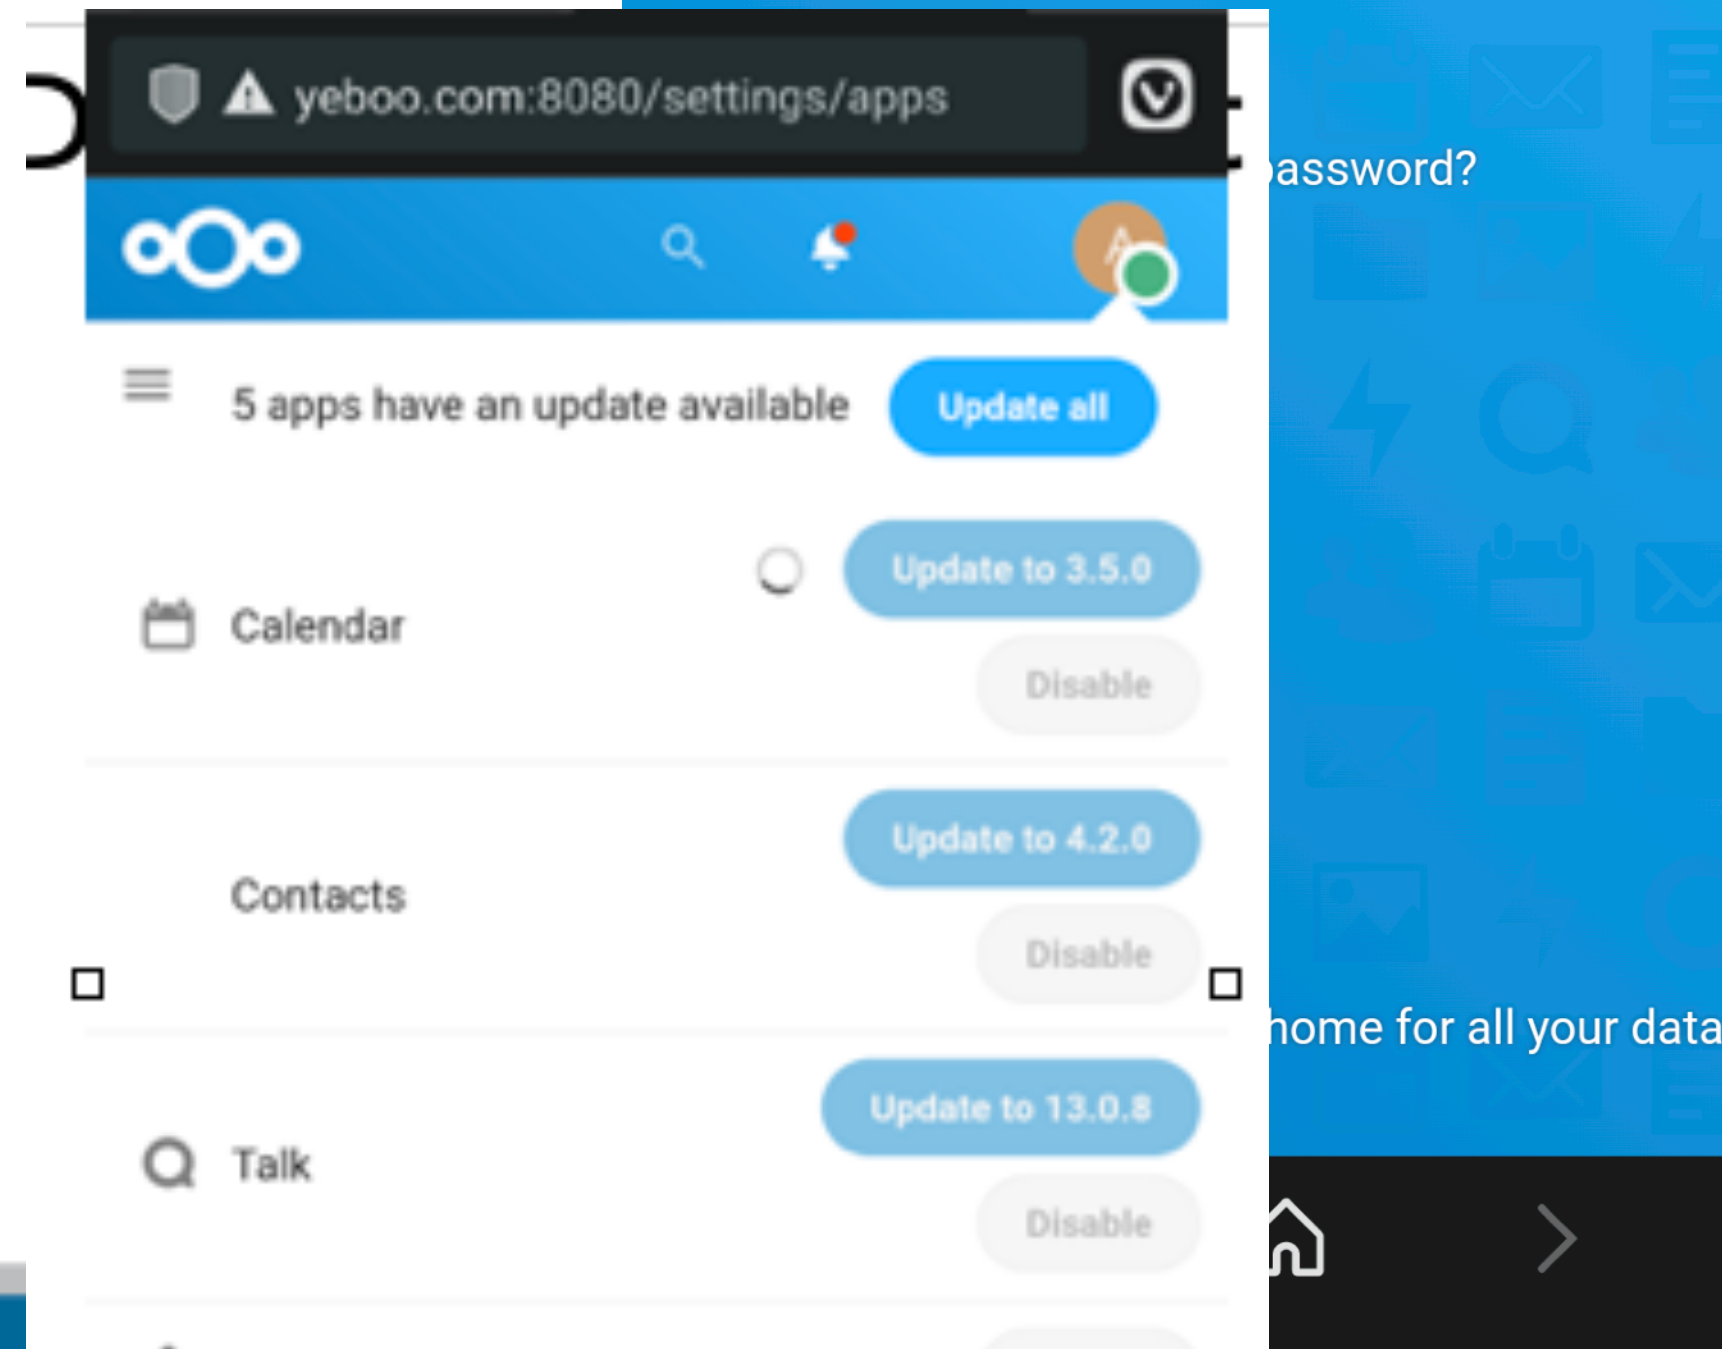 yeboo.com:8080/settings/apps
A
5 apps have an update available
Update all
Update to 3.5.0
Calendar
Disable
Update to 4.2.0
Contacts
Disable
Update to 13.0.8
Talk
Disable
assword?
home for all your data